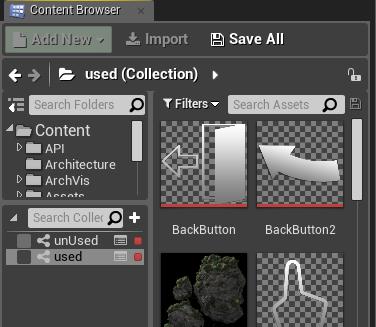 Content Browser
Add New Import Save All
used (Collection)
Search Folders
Filters Search Assets
Content
API
Architecture
ArchVis
Assets
BackButton BackButton2
Search Collec
unUsed
used